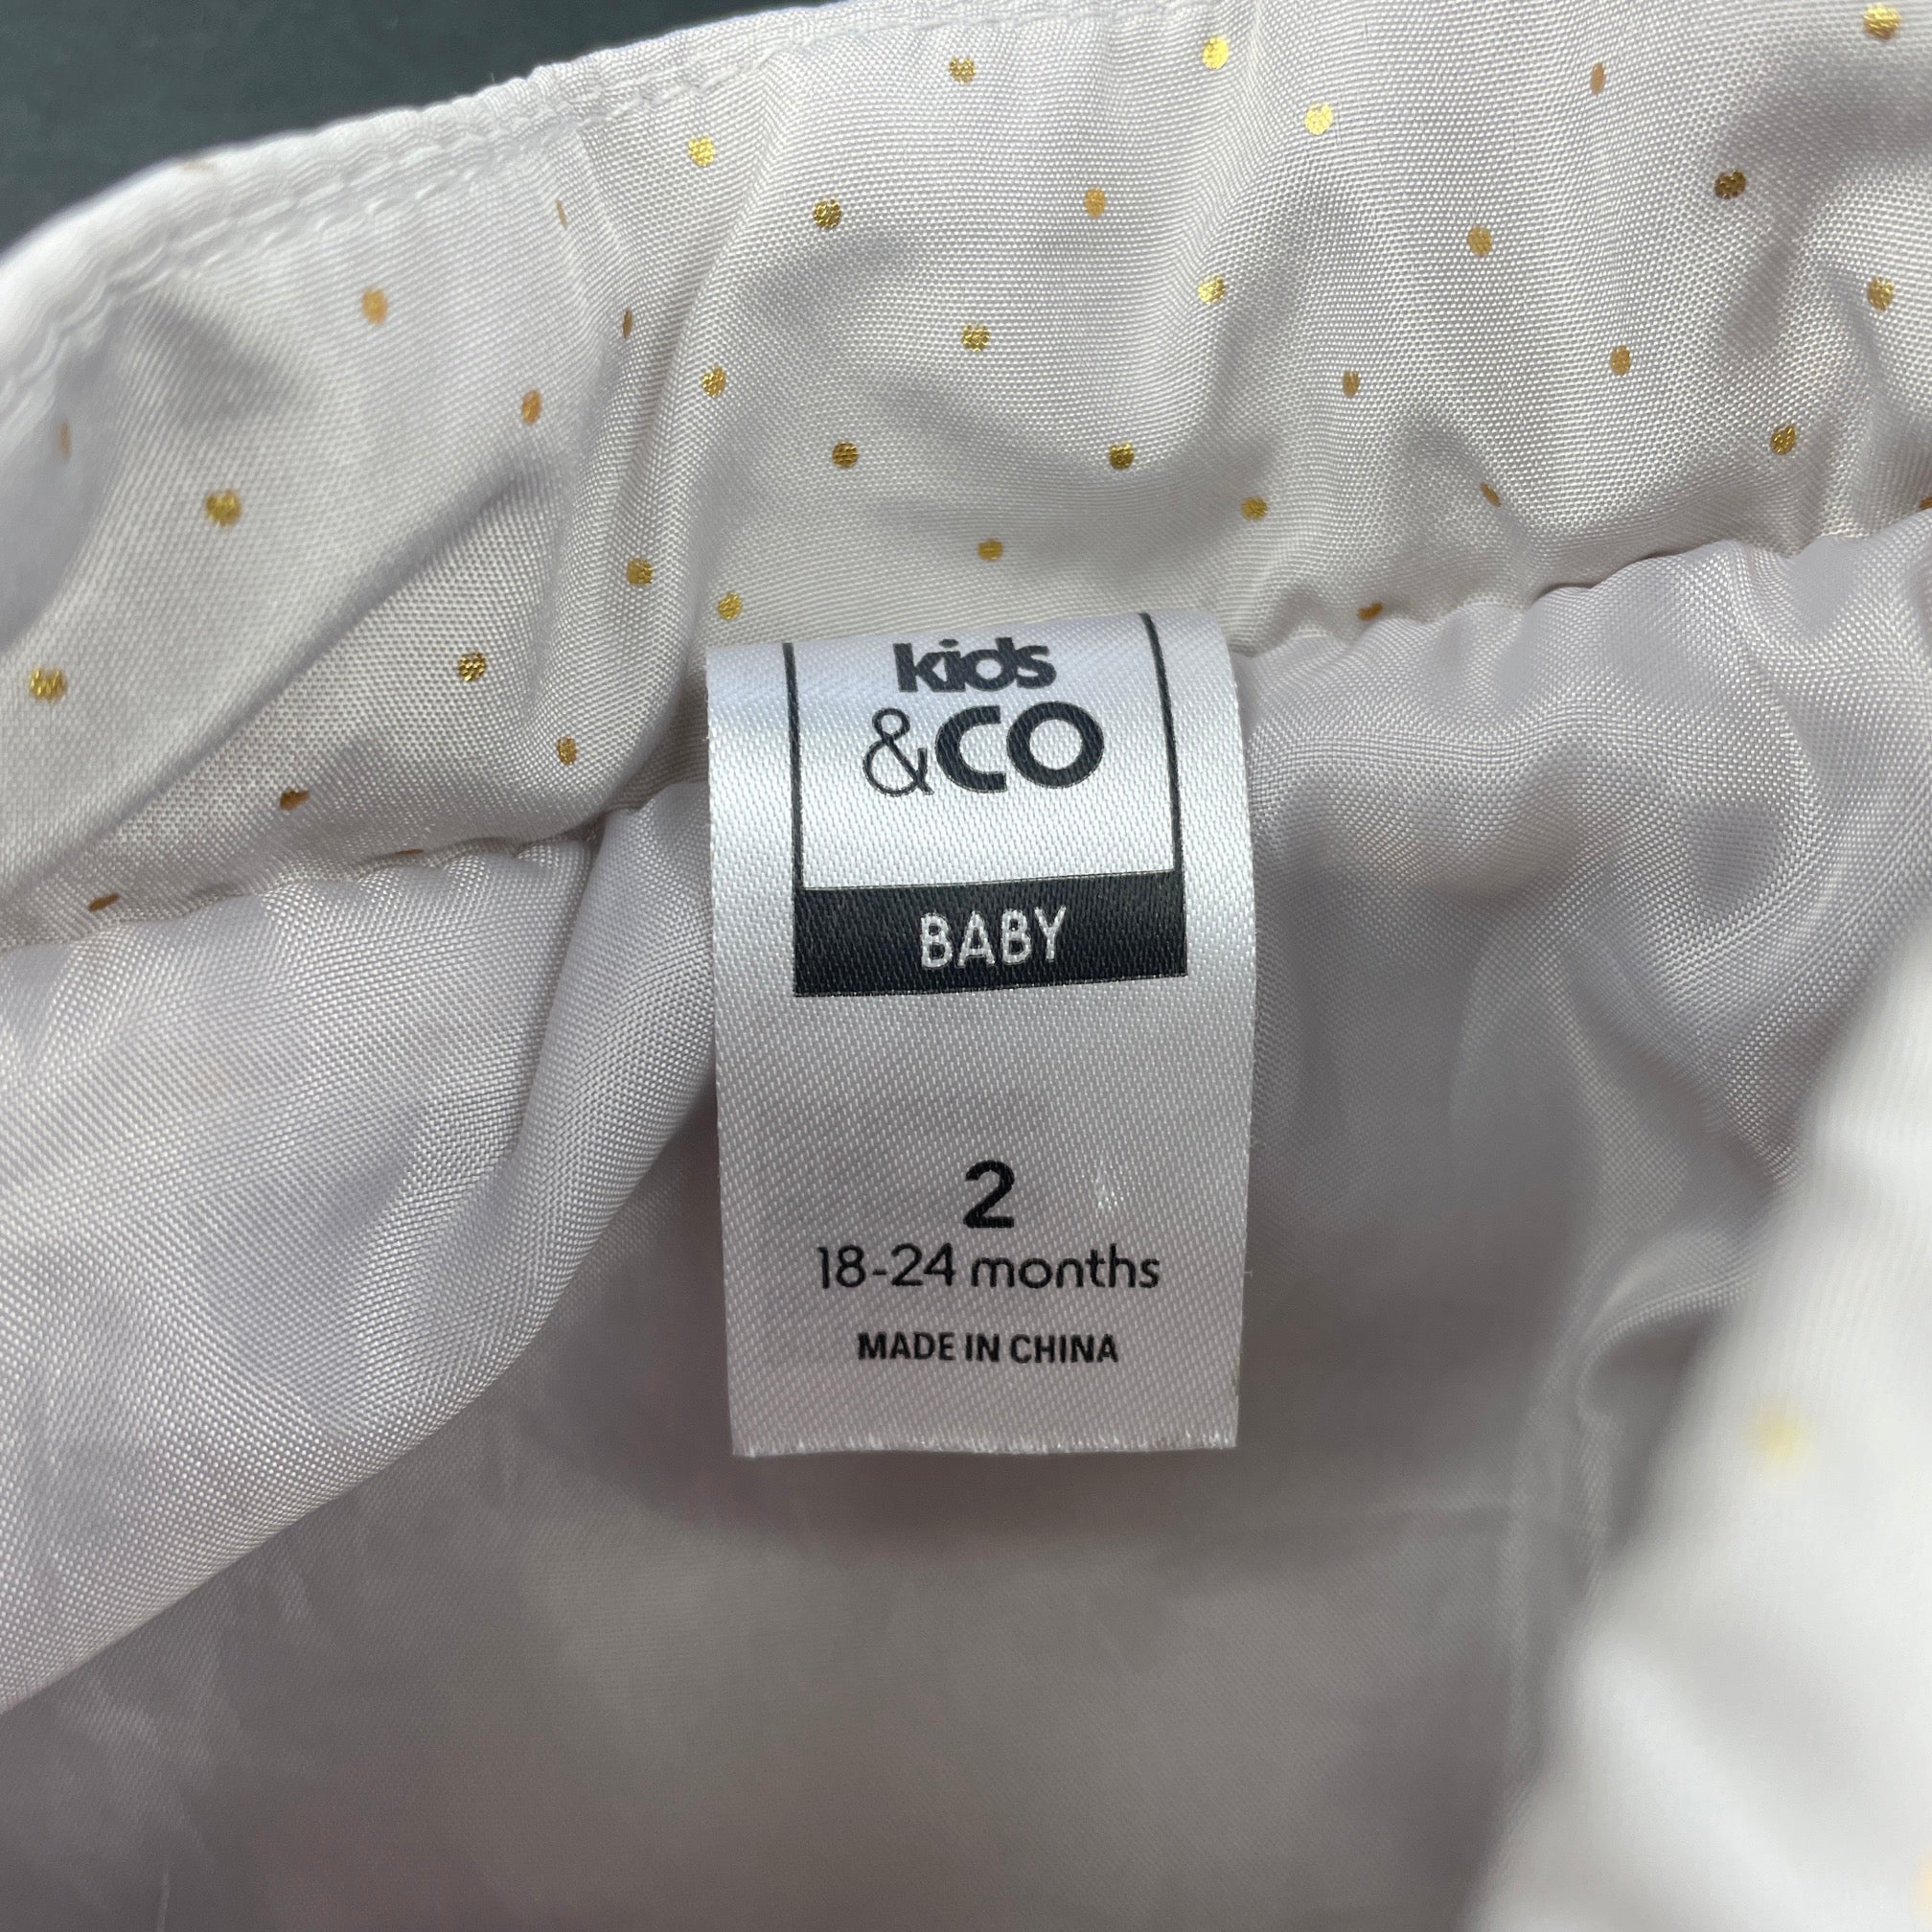 kids
&CO
BABY
2
18-24 months
MADE IN CHINA